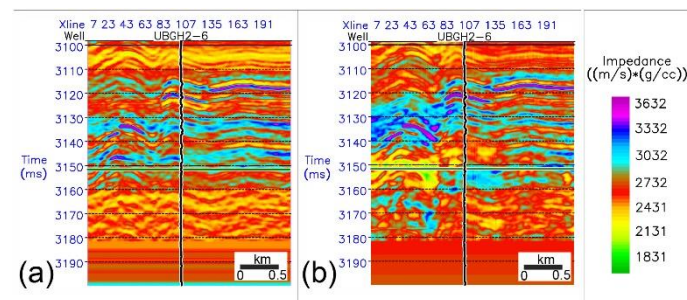 Xline 7 23 43 63 83 107 135 163 191
Well UBGH2-6
3100
3110
3120
3130
3140
Time
(ms)
3150
3160
3170
3180
3190
(a)
km
0 0.5
Xline 7 23 43 63 83 107 135 163 191
Well UBGH2-6
3100
3110
3120
3130
3140
Time
(ms)
3150
3160
3170
3180
3190
(b)
km
0 0.5
Impedance
((m/s)*(g/cc))
3632
3332
3032
2732
2431
2131
1831